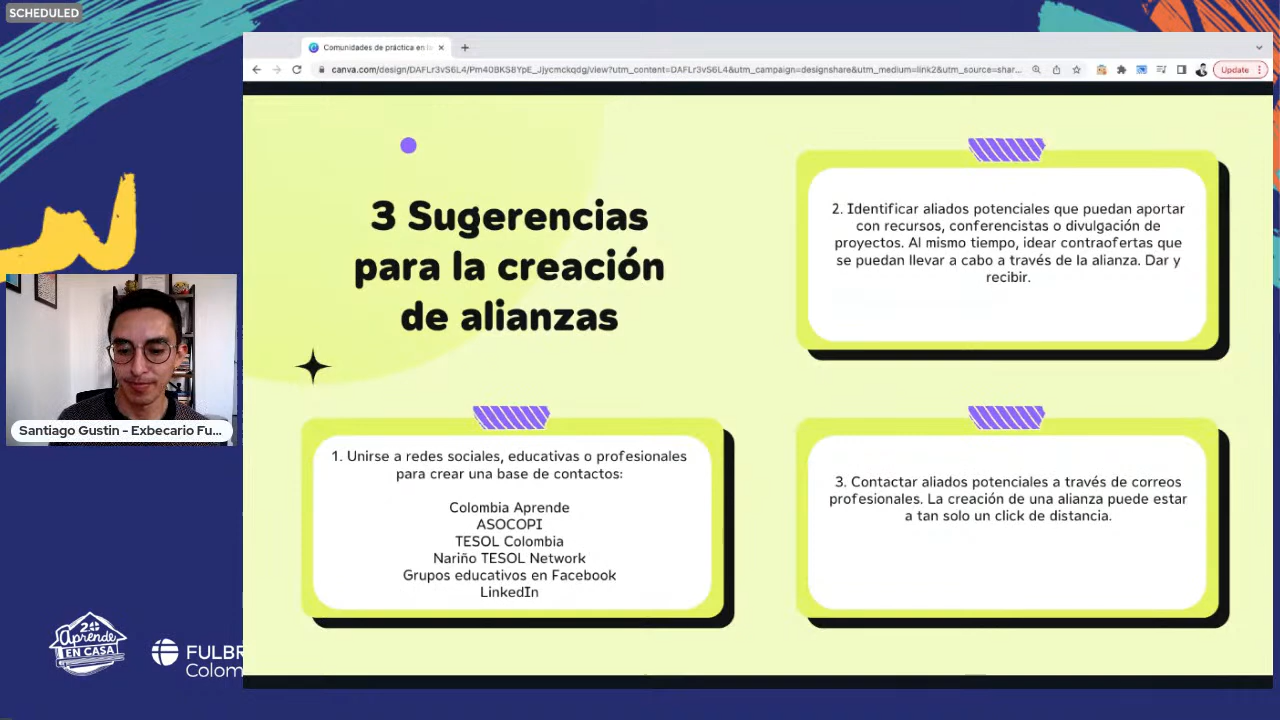 SCHEDULED
Comunidades de práctica en l
canva.com/design/DAFLr3vS6L4/Pm40BKS8YpE_Jjycmckqdg/view?utm_content=DAFLr3vS6L4&utm_campaign=designshare&utm_medium=link2&utm_source=shar...
Update
3 Sugerencias
para la creación
de alianzas
1. Unirse a redes sociales, educativas o profesionales
para crear una base de contactos:
Colombia Aprende
ASOCOPI
TESOL Colombia
Nariño TESOL Network
Grupos educativos en Facebook
LinkedIn
2. Identificar aliados potenciales que puedan aportar
con recursos, conferencistas o divulgación de
proyectos. Al mismo tiempo, idear contraofertas que
se puedan llevar a cabo a través de la alianza. Dar y
recibir.
3. Contactar aliados potenciales a través de correos
profesionales. La creación de una alianza puede estar
a tan solo un click de distancia.
Santiago Gustin - Exbecario Fu...
Aprende
EN CASA
FULBR
Colom